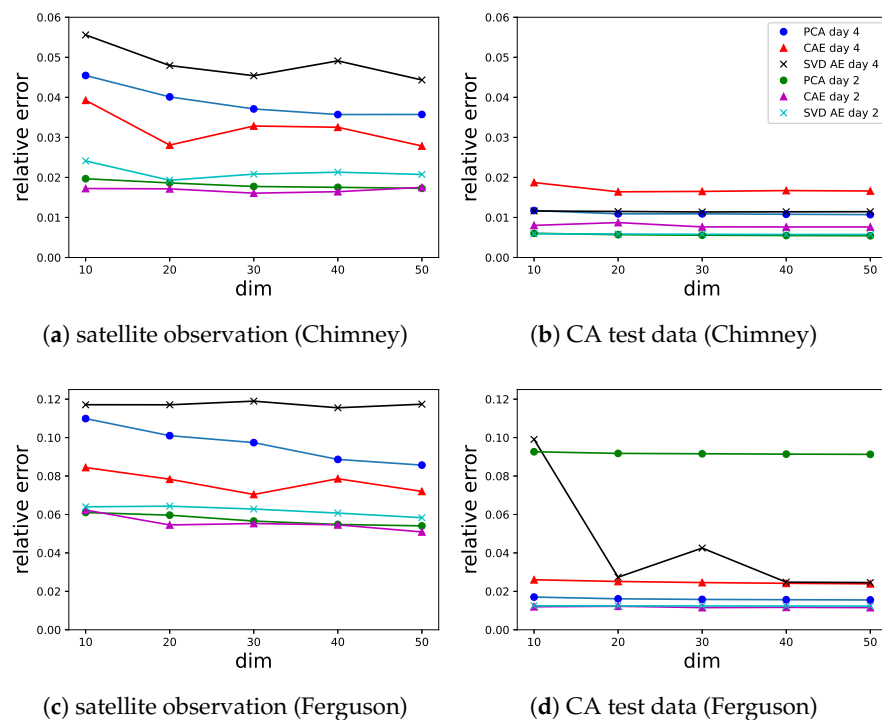 0.06
0.05
0.04
0.03
0.02
0.01
0.00
relative error
10 20 30 40 50
dim
(a) satellite observation (Chimney)
0.06
0.05
0.04
0.03
0.02
0.01
0.00
relative error
10 20 30 40 50
dim
PCA day 4
CAE day 4
SVD AE day 4
PCA day 2
CAE day 2
SVD AE day 2
(b) CA test data (Chimney)
0.12
0.10
0.08
0.06
0.04
0.02
0.00
relative error
10 20 30 40 50
dim
(c) satellite observation (Ferguson)
0.12
0.10
0.08
0.06
0.04
0.02
0.00
relative error
10 20 30 40 50
dim
(d) CA test data (Ferguson)